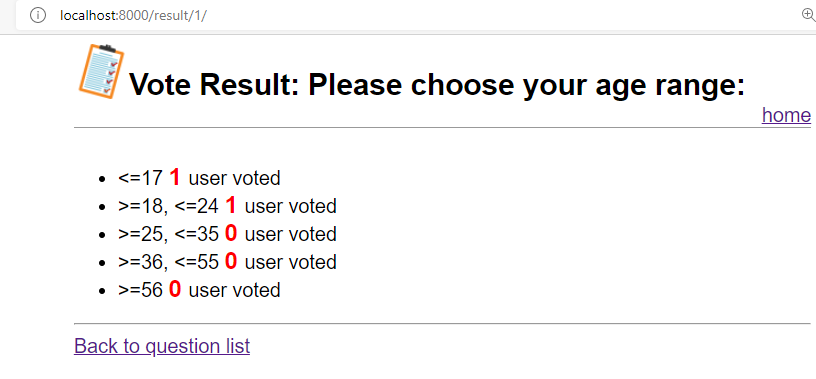 localhost:8000/result/1/
Vote Result: Please choose your age range:
home
<=17 1 user voted
>=18, <=24 1 user voted
>=25, <=35 0 user voted
>=36, <=55 0 user voted
>=56 0 user voted
Back to question list